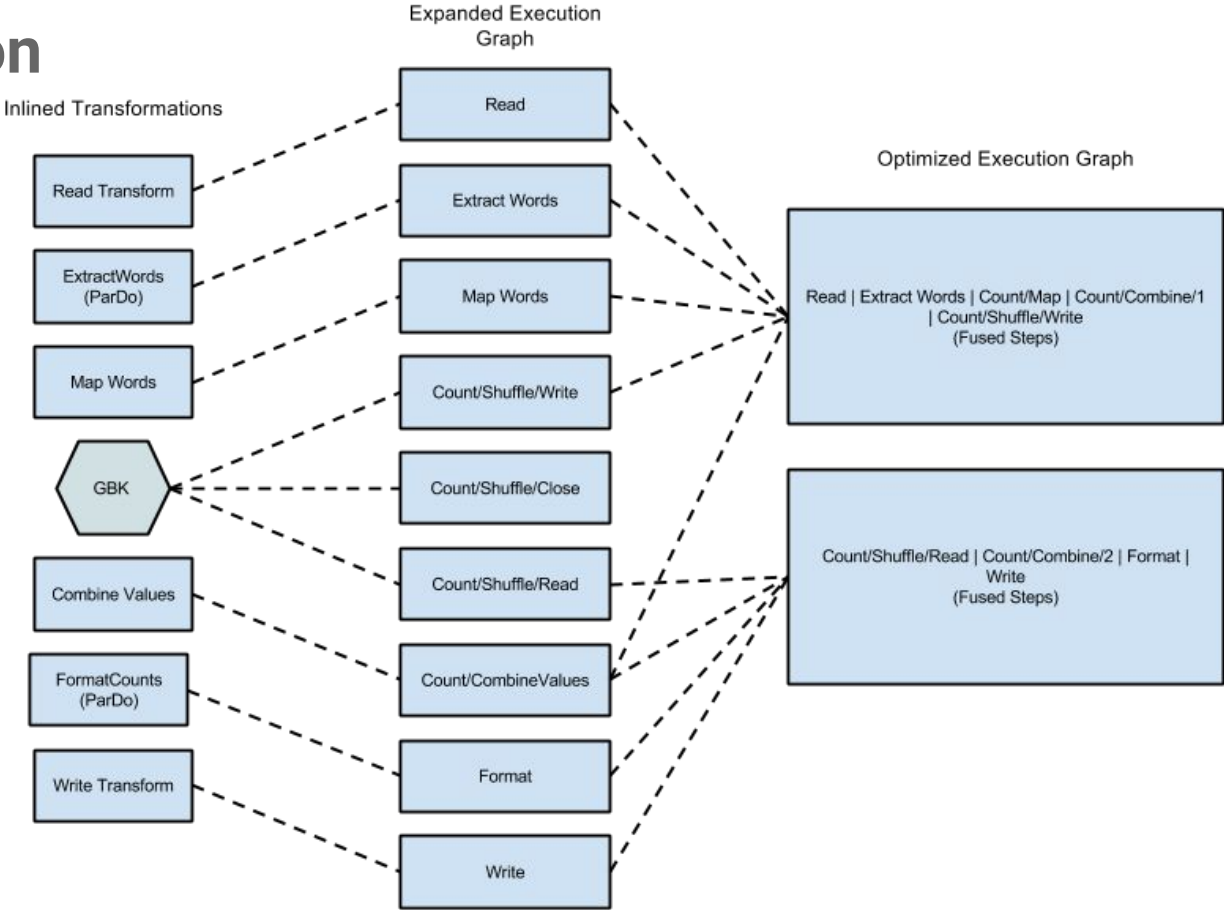 on
Inlined Transformations
Read Transform
ExtractWords
(ParDo)
Map Words
GBK
Combine Values
FormatCounts
(ParDo)
Write Transform
Expanded Execution
Graph
Read
Extract Words
Map Words
Count/Shuffle/Write
Count/Shuffle/Close
Count/Shuffle/Read
Count/CombineValues
Format
Write
Optimized Execution Graph
Read | Extract Words | Count/Map | Count/Combine/1
| Count/Shuffle/Write
(Fused Steps)
Count/Shuffle/Read | Count/Combine/2 | Format |
Write
(Fused Steps)